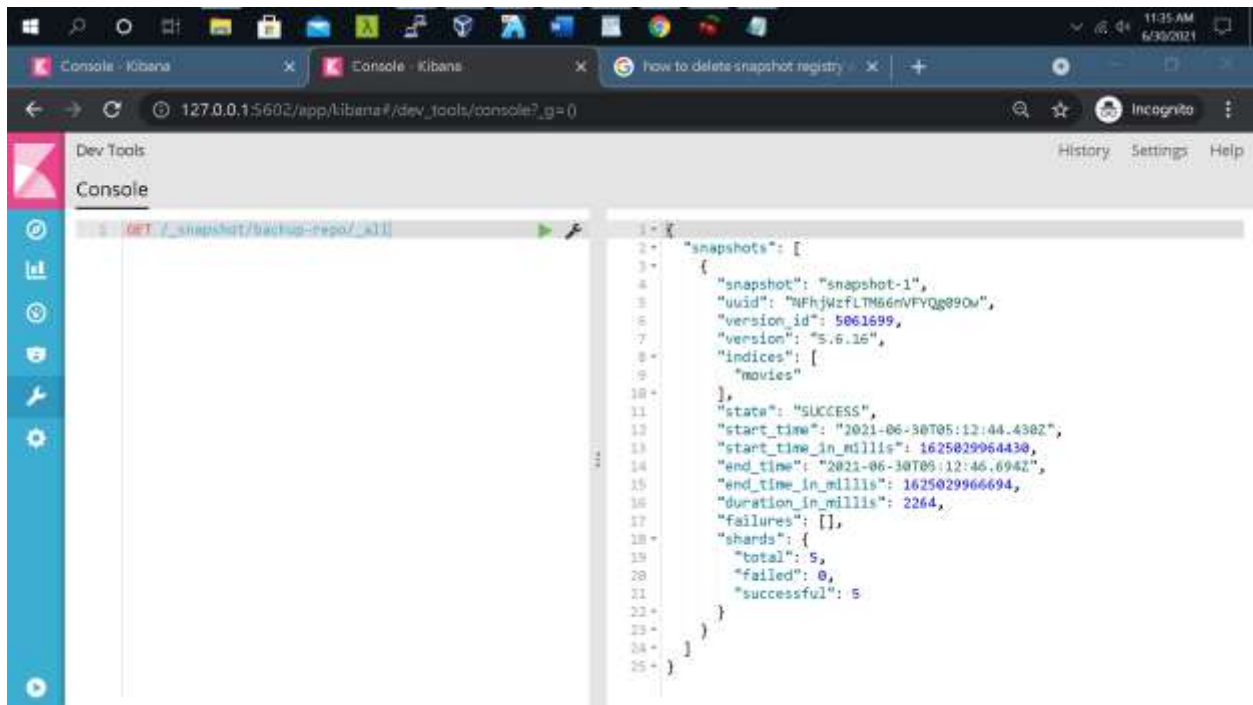 11:35 AM
6/30/2021
Console - Kibana
Console - Kibana
how to delete snapshot registry
127.0.0.1:5602/app/kibana#/dev_tools/console?_g=()
Incognito
Dev Tools
History Settings Help
Console
1 GET /_snapshot/backup-repo/_all
1 {
2 "snapshots": [
3 {
4 "snapshot": "snapshot-1",
5 "uuid":
6 "version_id": 5061699,
7 "version": "5.6.16",
8 "indices": [
9 "movies"
10 ],
11 "state": "SUCCESS",
12 "start_time": "2021-06-30T05:12:44.430Z",
13 "start_time_in_millis": 1625029964430,
14 "end_time": "2021-06-30T05:12:46.694Z",
15 "end_time_in_millis": 1625029966694,
16 "duration_in_millis": 2264,
17 "failures": [],
18 "shards": {
19 "total": 5,
20 "failed": 0,
21 "successful": 5
22 }
23 }
24 ]
25 }